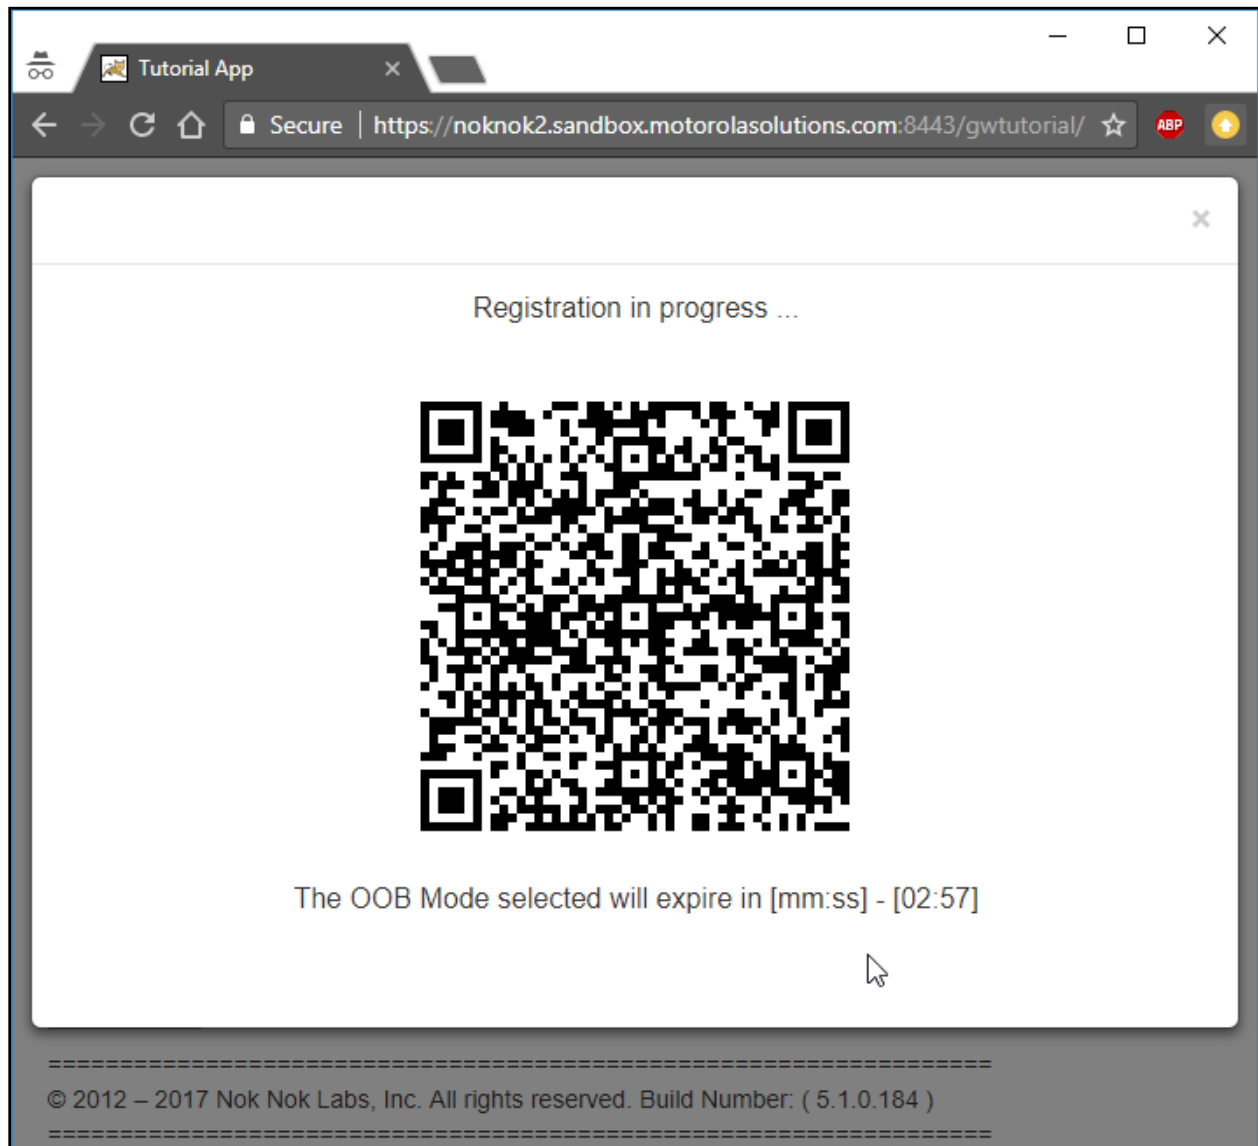 Tutorial App
Secure | https://noknok2.sandbox.motorolasolutions.com:8443/gwtutorial/
ABP
Registration in progress ...
The OOB Mode selected will expire in [mm:ss] - [02:57]
==================================================================
© 2012 – 2017 Nok Nok Labs, Inc. All rights reserved. Build Number: ( 5.1.0.184 )
==================================================================